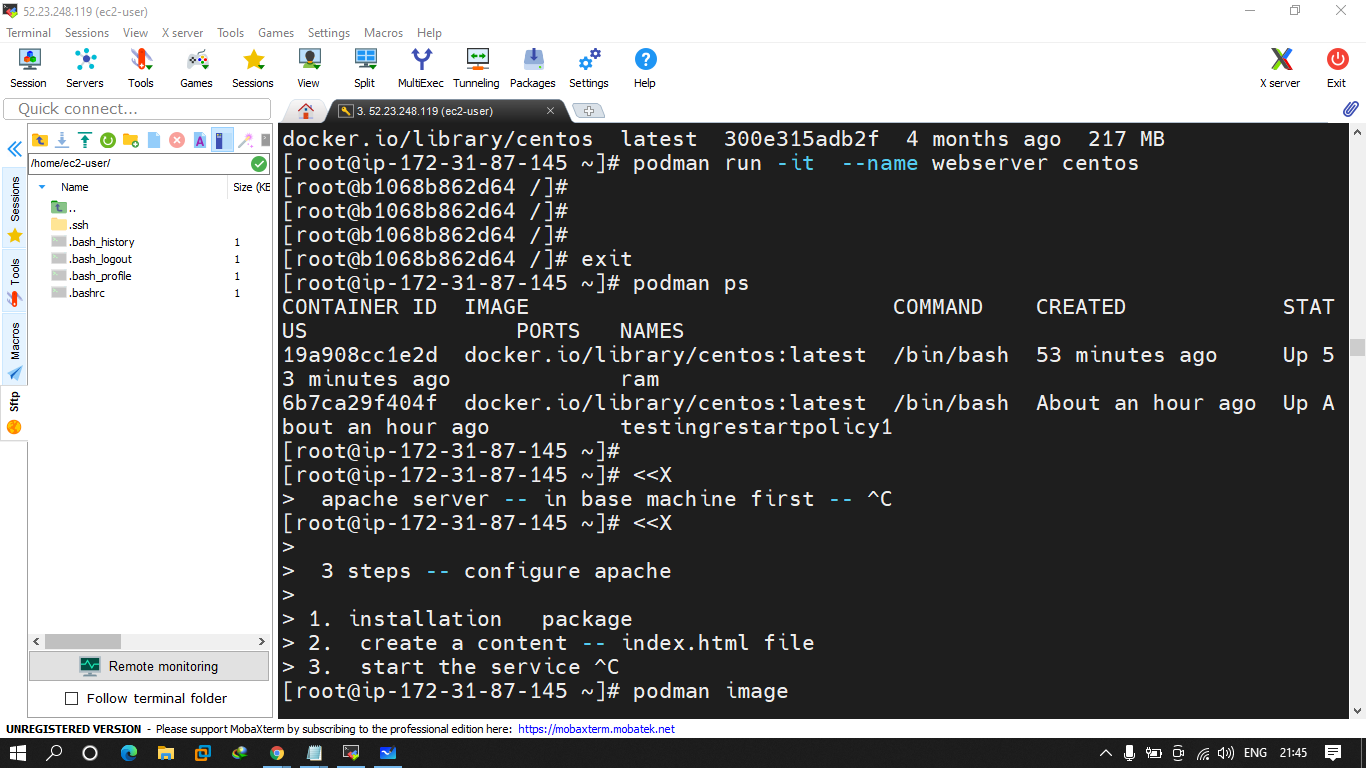 52.23.248.119 (ec2-user)
Terminal Sessions View X server Tools Games Settings Macros Help
Session Servers Tools Games Sessions View Split MultiExec Tunneling Packages Settings Help X server Exit
Quick connect...
3. 52.23.248.119 (ec2-user)
/home/ec2-user/
Name Size (KB
..
.ssh
.bash_history 1
.bash_logout 1
.bash_profile 1
.bashrc 1
Sessions
Tools
Macros
Sftp
Remote monitoring
Follow terminal folder
docker.io/library/centos  latest  300e315adb2f  4 months ago  217 MB
[root@ip-172-31-87-145 ~]# podman run -it  --name webserver centos
[root@b1068b862d64 /]#
[root@b1068b862d64 /]#
[root@b1068b862d64 /]#
[root@b1068b862d64 /]# exit
[root@ip-172-31-87-145 ~]# podman ps
CONTAINER ID  IMAGE                            COMMAND    CREATED            STAT
US                PORTS   NAMES
19a908cc1e2d  docker.io/library/centos:latest  /bin/bash  53 minutes ago     Up 5
3 minutes ago             ram
6b7ca29f404f  docker.io/library/centos:latest  /bin/bash  About an hour ago  Up A
bout an hour ago          testingrestartpolicy1
[root@ip-172-31-87-145 ~]#
[root@ip-172-31-87-145 ~]# <<X
>  apache server -- in base machine first -- ^C
[root@ip-172-31-87-145 ~]# <<X
>
>  3 steps -- configure apache
>
> 1. installation   package
> 2.  create a content -- index.html file
> 3.  start the service ^C
[root@ip-172-31-87-145 ~]# podman image
UNREGISTERED VERSION - Please support MobaXterm by subscribing to the professional edition here: https://mobaxterm.mobatek.net
ENG 21:45